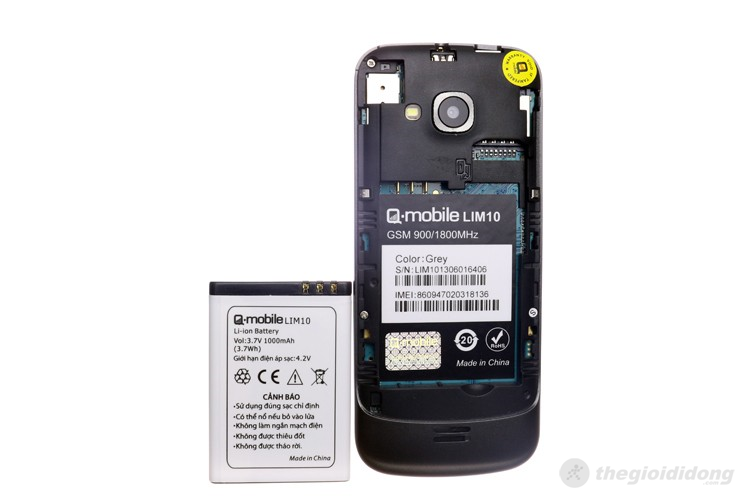 Q-mobile LIM10
GSM 900/1800MHz
Color: Grey
S/N: LIM101306016406
IMEI: 860947020318136
20
RoHS
Made in China
Q-mobile LIM10
Li-ion Battery
Vol: 3.7V 1000mAh
(3.7Wh)
Giới hạn điện áp sạc: 4.2V
CẢNH BÁO
•Sử dụng đúng sạc chỉ định
•Có thể nổ nếu bỏ vào lửa
•Không làm ngắn mạch điện
•Không được thiêu đốt
•Không được tháo rời.
Made in China
thegioididong
.com